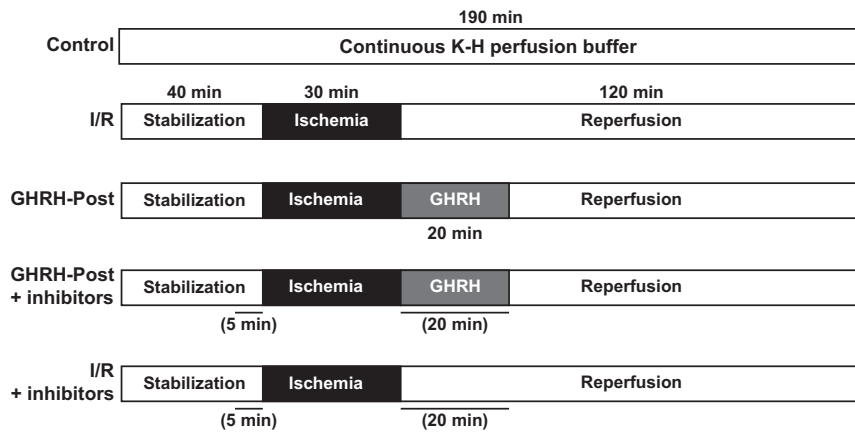 190 min
Control
Continuous K-H perfusion buffer
40 min 30 min 120 min
I/R
Stabilization Ischemia Reperfusion
GHRH-Post
Stabilization Ischemia GHRH Reperfusion
20 min
GHRH-Post
+ inhibitors
Stabilization Ischemia GHRH Reperfusion
(5 min) (20 min)
I/R
+ inhibitors
Stabilization Ischemia Reperfusion
(5 min) (20 min)